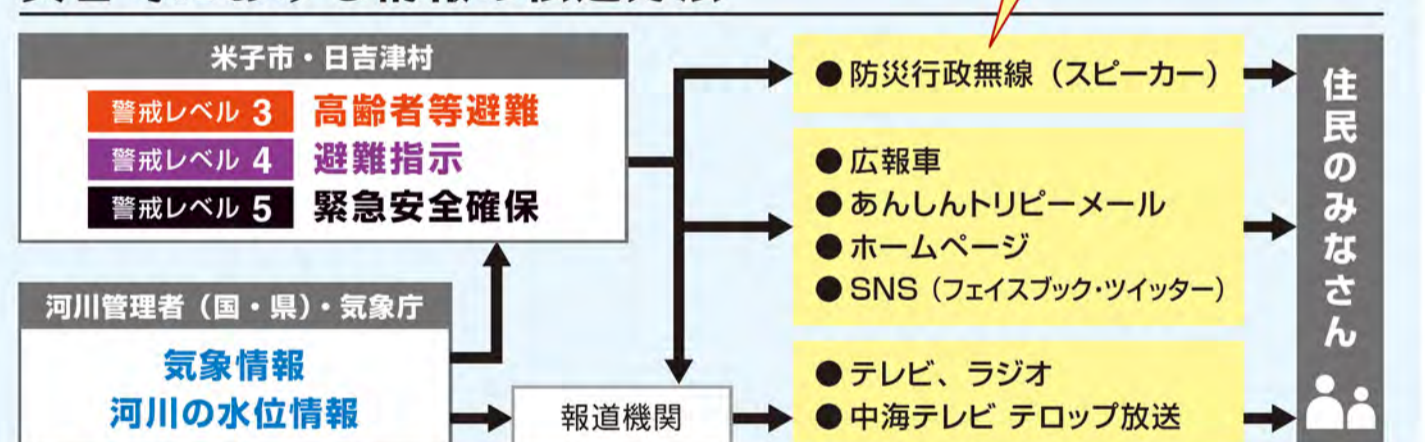 米子市・日吉津村
警戒レベル 3 高齢者等避難
警戒レベル 4 避難指示
警戒レベル 5 緊急安全確保
河川管理者（国・県）・気象庁
気象情報
河川の水位情報
報道機関
●防災行政無線（スピーカー）
●広報車
●あんしんトリピーメール
●ホームページ
●SNS（フェイスブック・ツイッター）
●テレビ、ラジオ
●中海テレビ テロップ放送
住民のみなさん